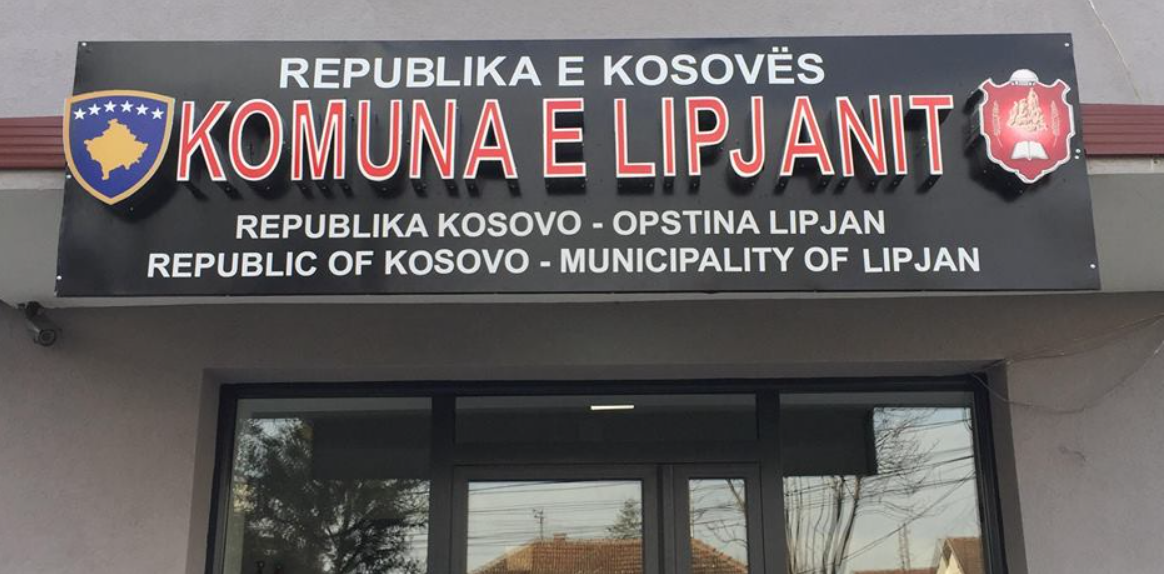 REPUBLIKA E KOSOVËS
KOMUNA E LIPJANIT
REPUBLIKA KOSOVO - OPSTINA LIPJAN
REPUBLIC OF KOSOVO - MUNICIPALITY OF LIPJAN